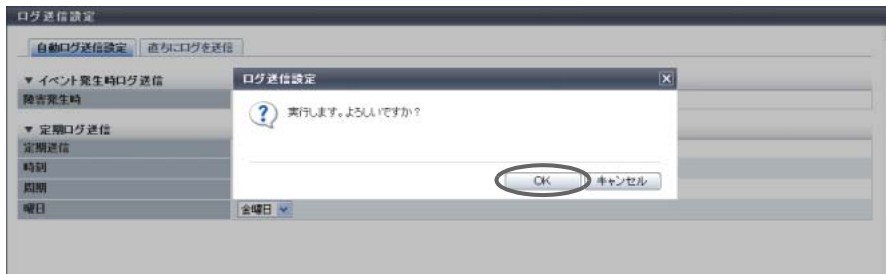 ログ送信設定
自動ログ送信設定 直ちにログを送信
▼ イベント発生時ログ送信
障害発生時
▼ 定期ログ送信
定期送信
時刻
周期
曜日 金曜日
ログ送信設定
実行します。よろしいですか?
OK キャンセル